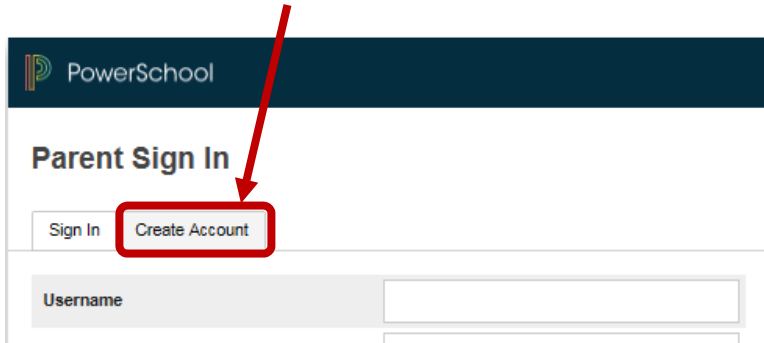 PowerSchool
Parent Sign In
Sign In Create Account
Username